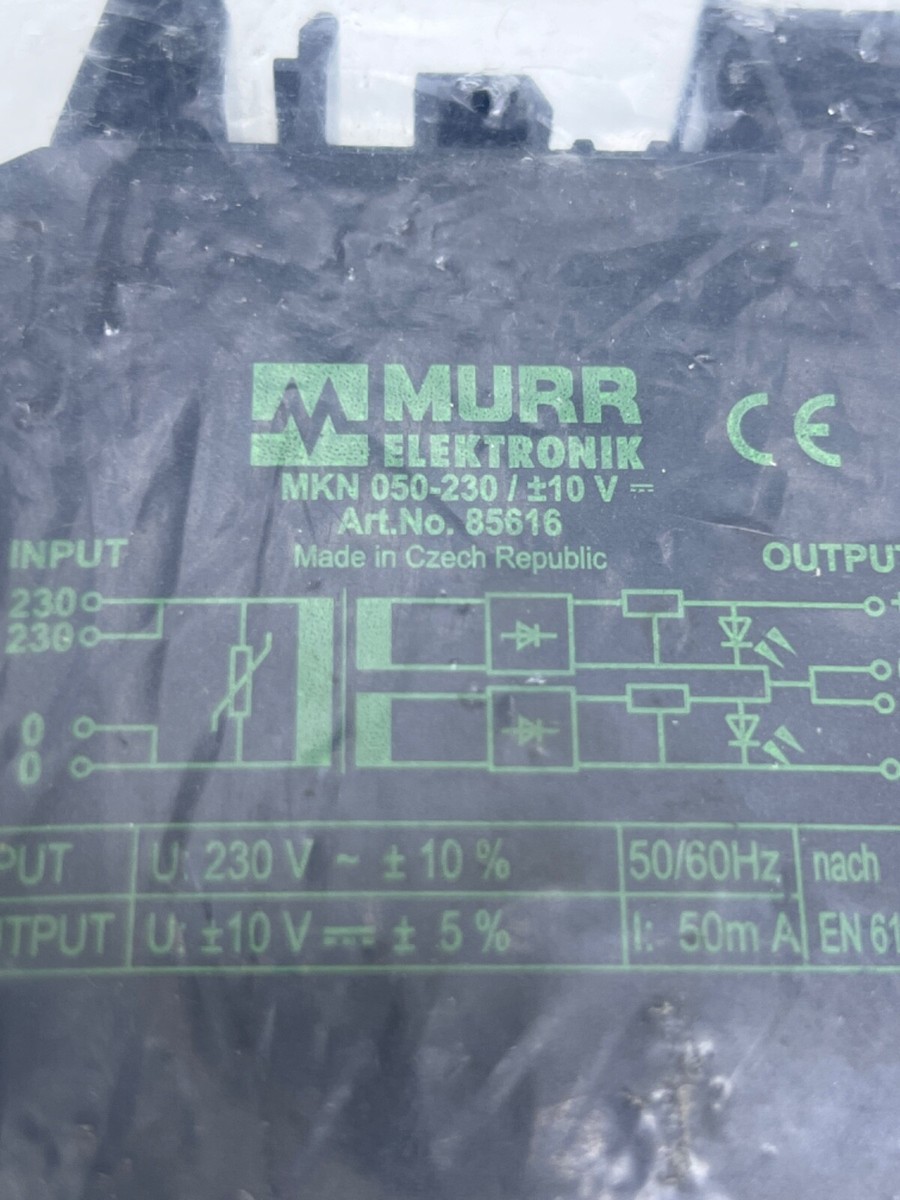 MURR
ELEKTRONIK
CE
MKN 050-230 / ±10 V ⎓
Art.No. 85616
Made in Czech Republic
INPUT
OUTPUT
230
230
0
0
+
PUT U: 230 V ~ ± 10 % 50/60Hz nach
TPUT U: ±10 V ⎓ ± 5 % I: 50m A EN 61